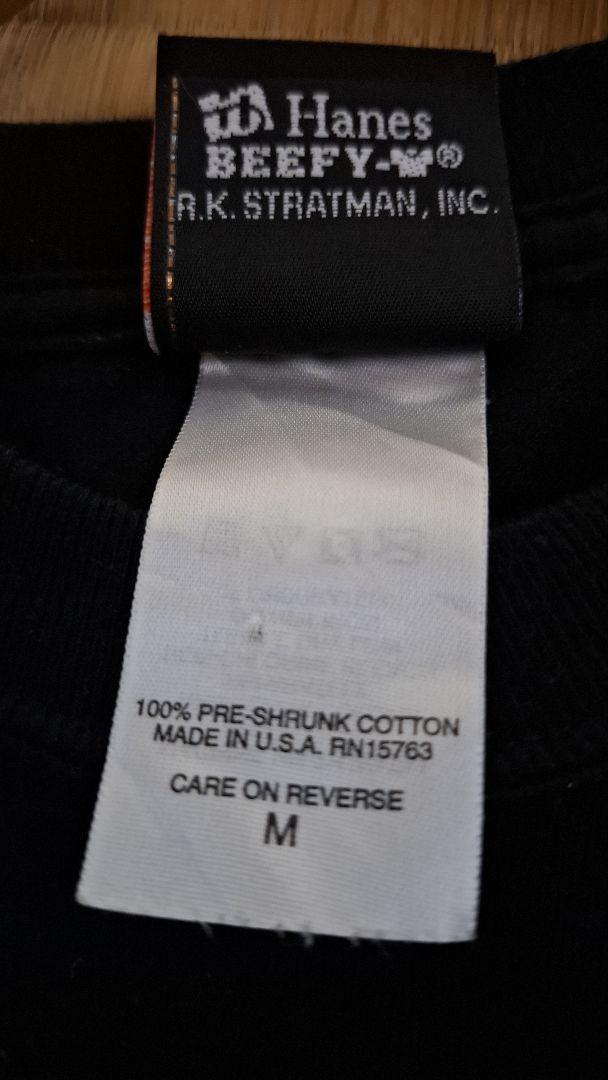 Hanes
BEEFY-T®
R.K. STRATMAN, INC.
100% PRE-SHRUNK COTTON
MADE IN U.S.A. RN15763
CARE ON REVERSE
M